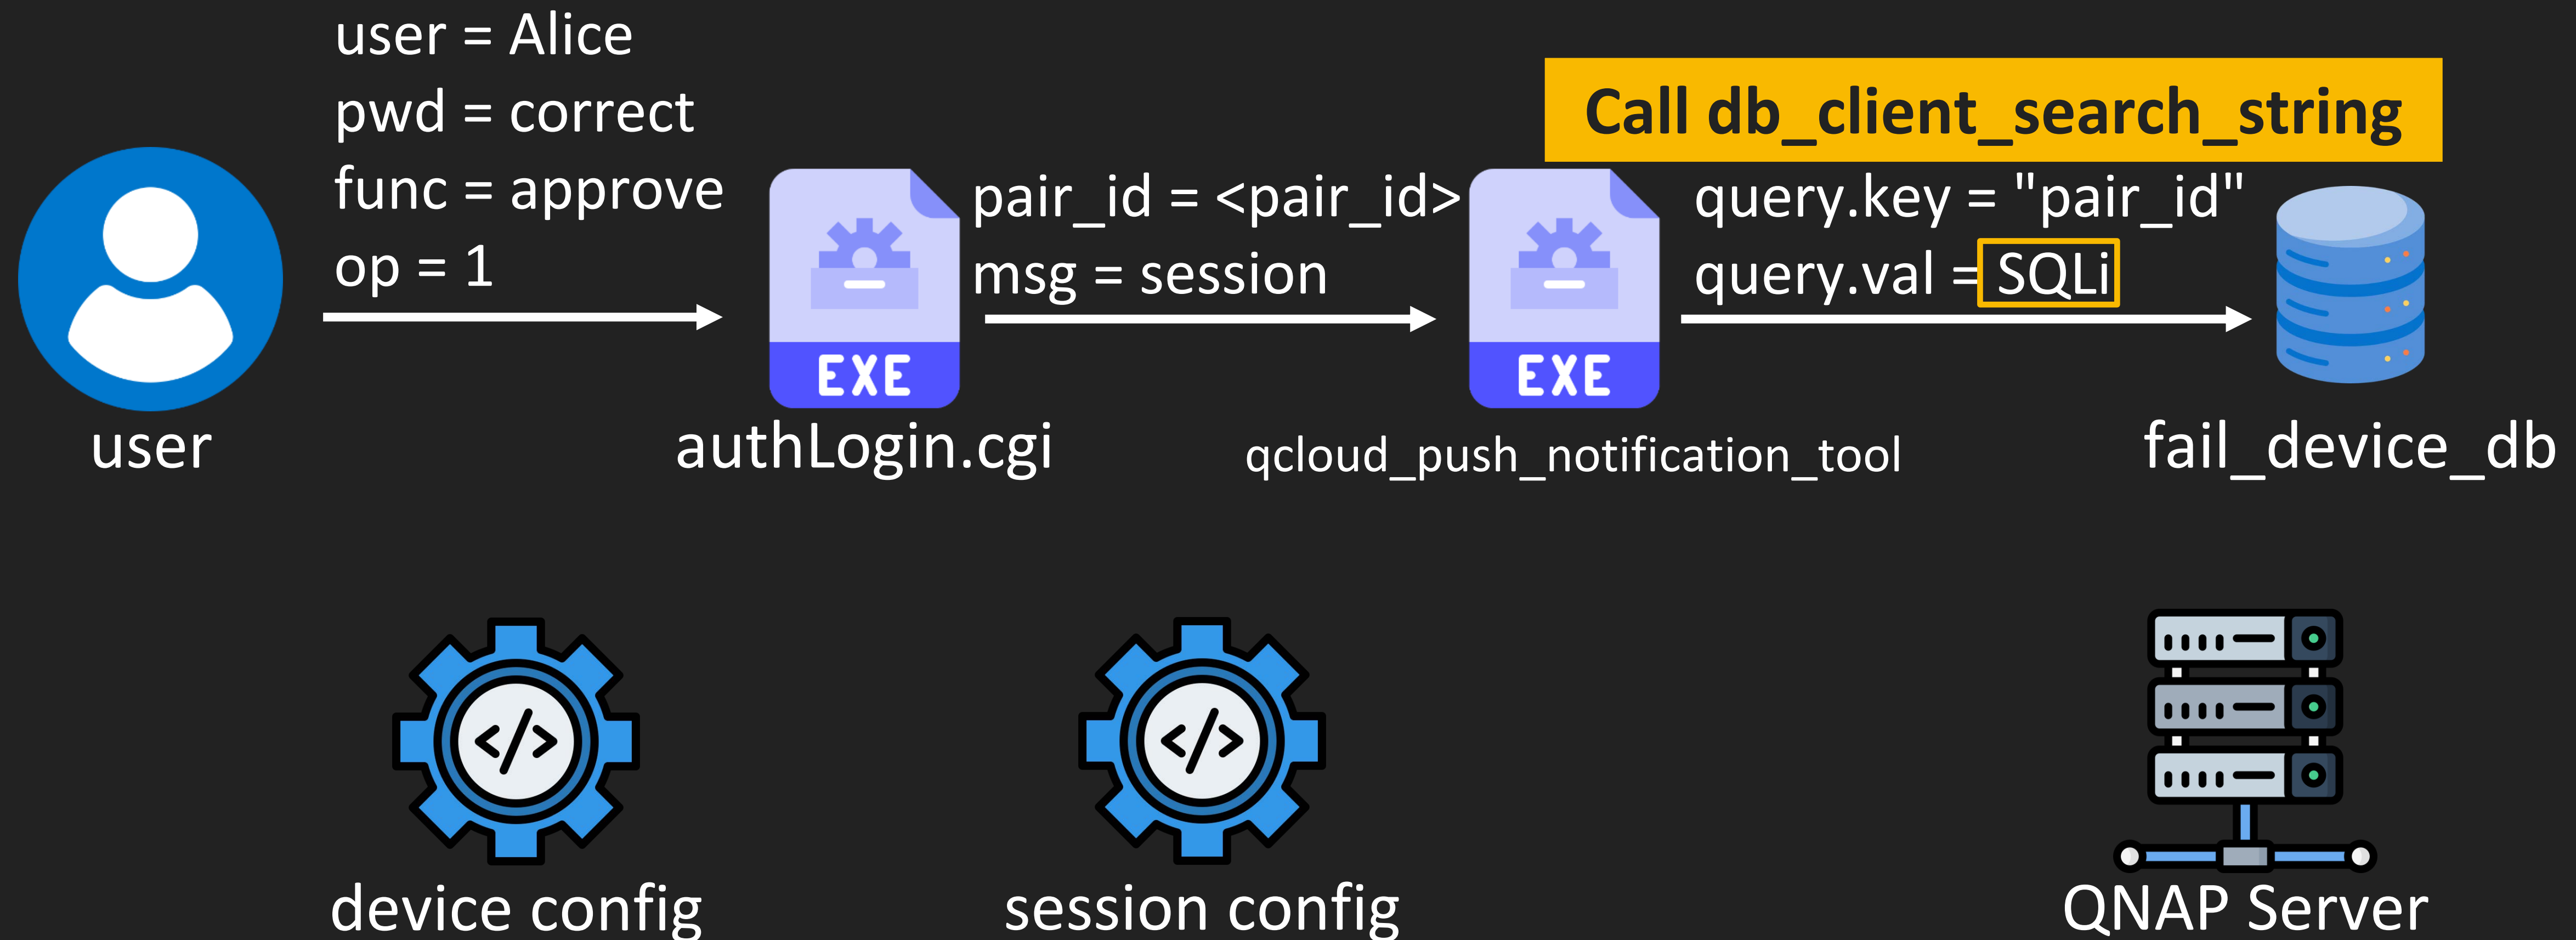 user = Alice
pwd = correct
func = approve
op = 1
Call db_client_search_string
pair_id = <pair_id>
msg = session
query.key = "pair_id"
query.val = SQLi
EXE
EXE
user
authLogin.cgi
qcloud_push_notification_tool
fail_device_db
</>
</>
device config
session config
QNAP Server